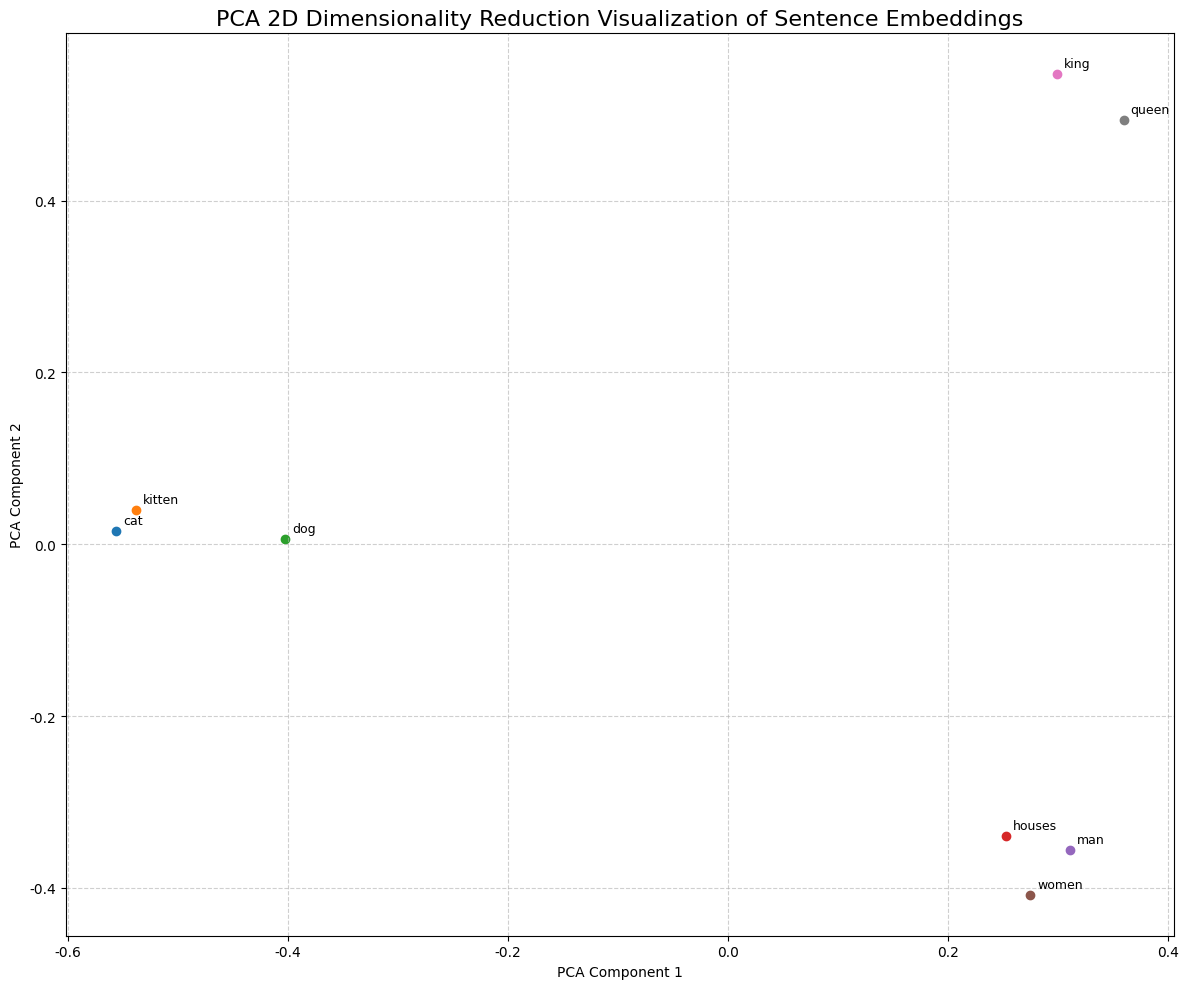 PCA 2D Dimensionality Reduction Visualization of Sentence Embeddings
king
queen
0.4
0.2
PCA Component 2
kitten
cat
dog
0.0
-0.2
houses
man
women
-0.4
-0.6 -0.4 -0.2 0.0 0.2 0.4
PCA Component 1